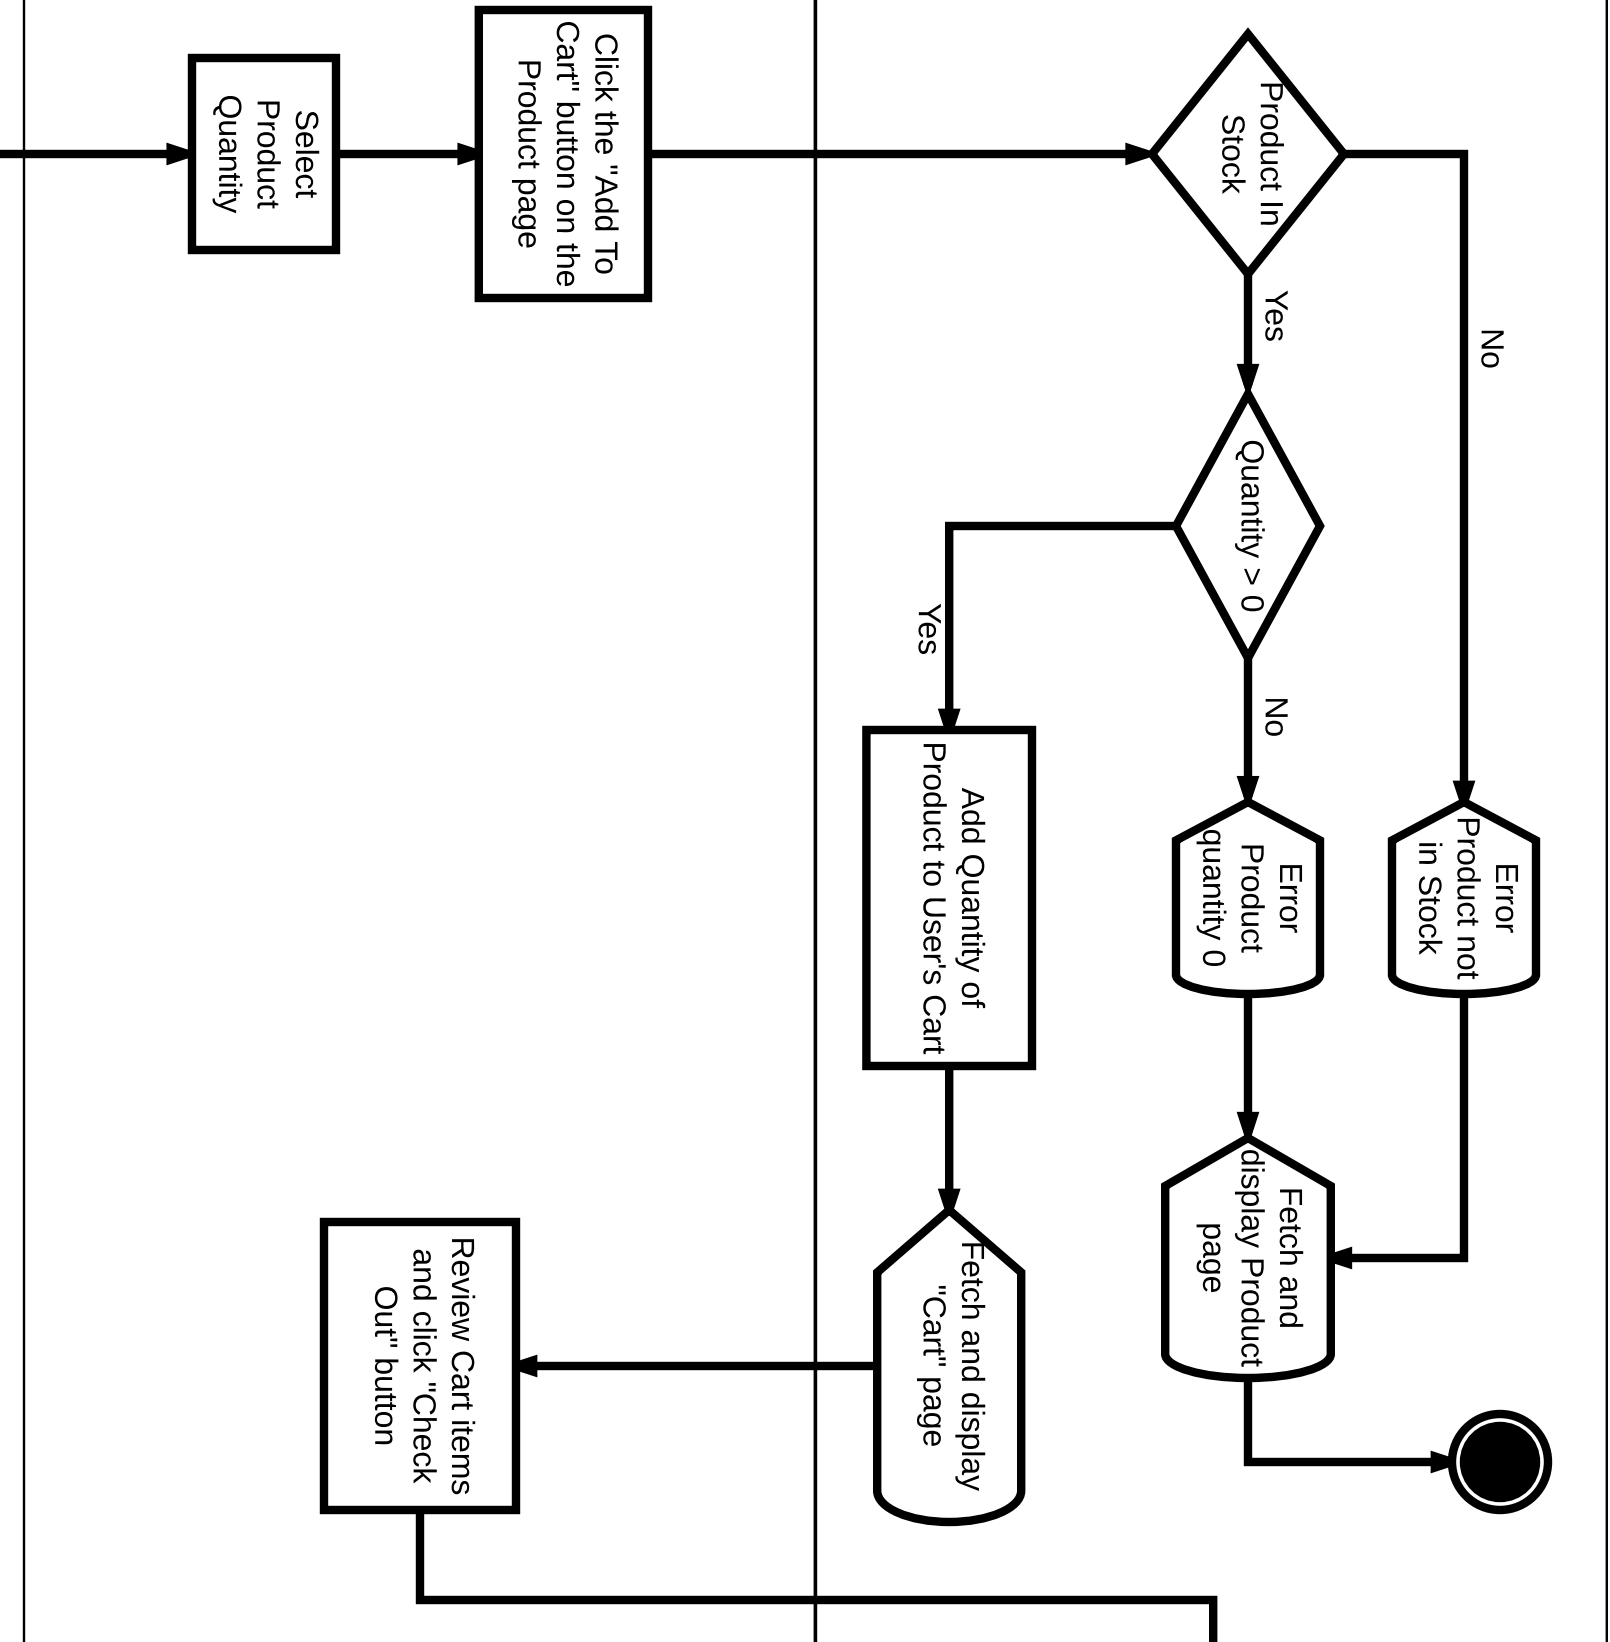 Select
Product
Quantity
Click the "Add To
Cart" button on the
Product page
Product In
Stock
No
Yes
Quantity > 0
Yes
No
Error
Product not
in Stock
Error
Product
quantity 0
Add Quantity of
Product to User's Cart
Fetch and
display Product
page
Fetch and display
"Cart" page
Review Cart items
and click "Check
Out" button